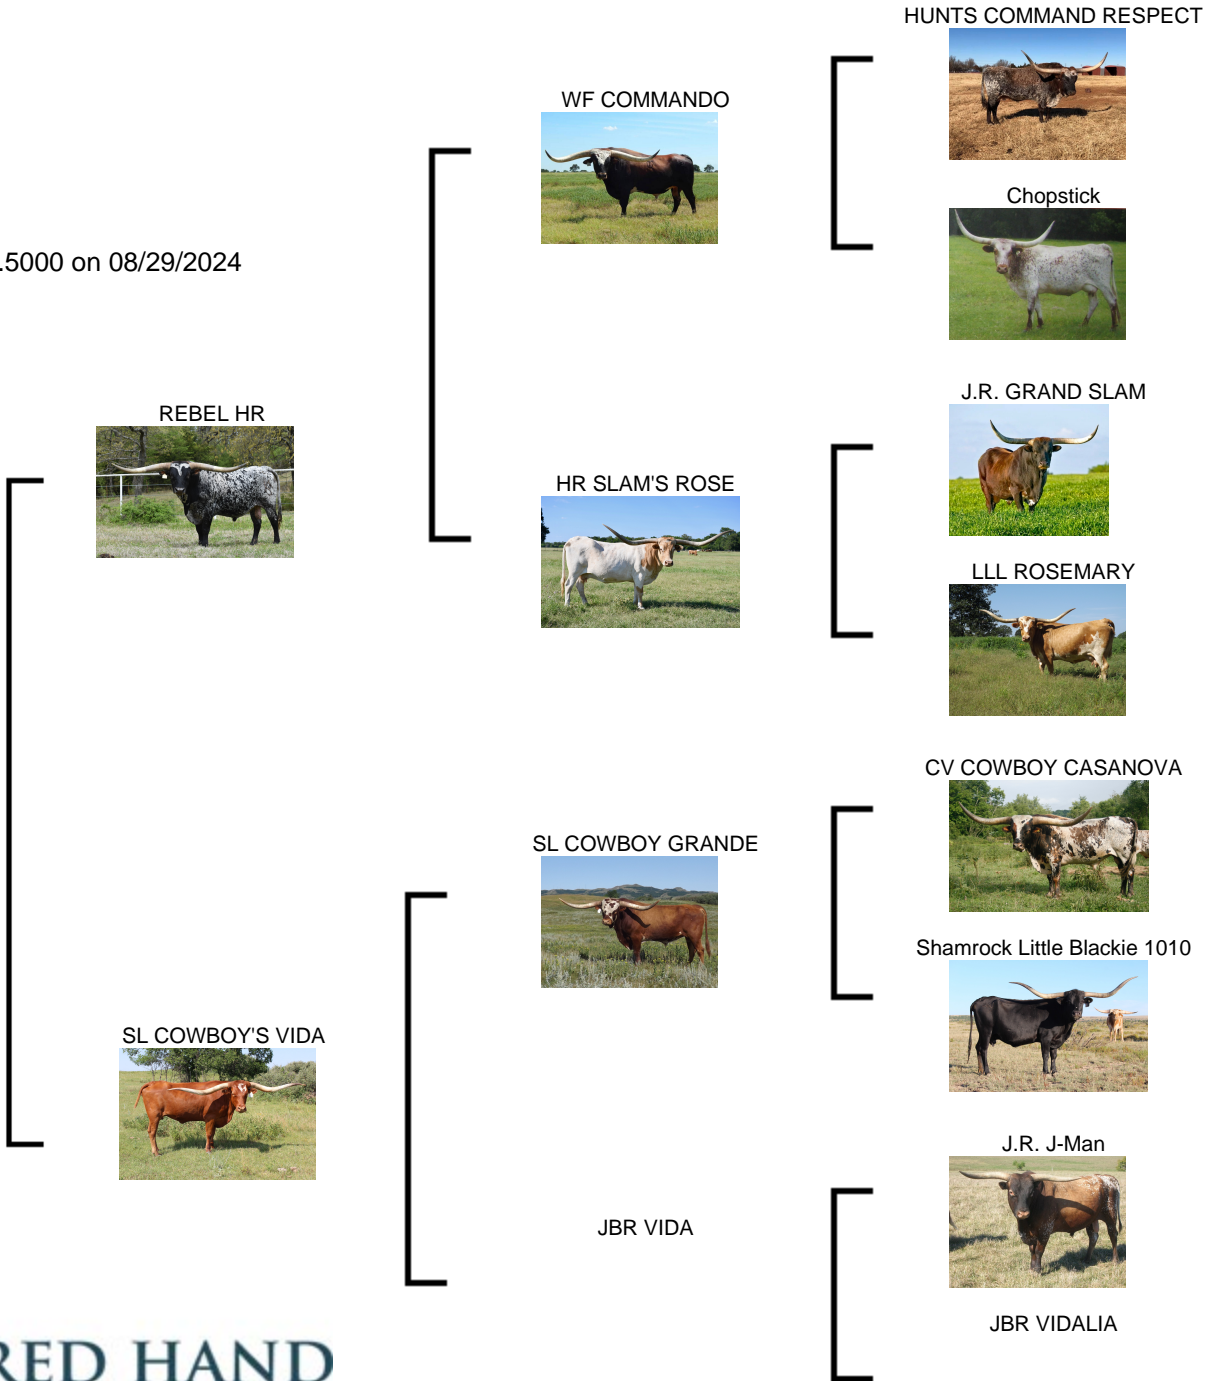 HUNTS COMMAND RESPECT
WF COMMANDO
Chopstick
.5000 on 08/29/2024
J.R. GRAND SLAM
REBEL HR
HR SLAM'S ROSE
LLL ROSEMARY
CV COWBOY CASANOVA
SL COWBOY GRANDE
Shamrock Little Blackie 1010
SL COWBOY'S VIDA
J.R. J-Man
JBR VIDA
JBR VIDALIA
RED HAND